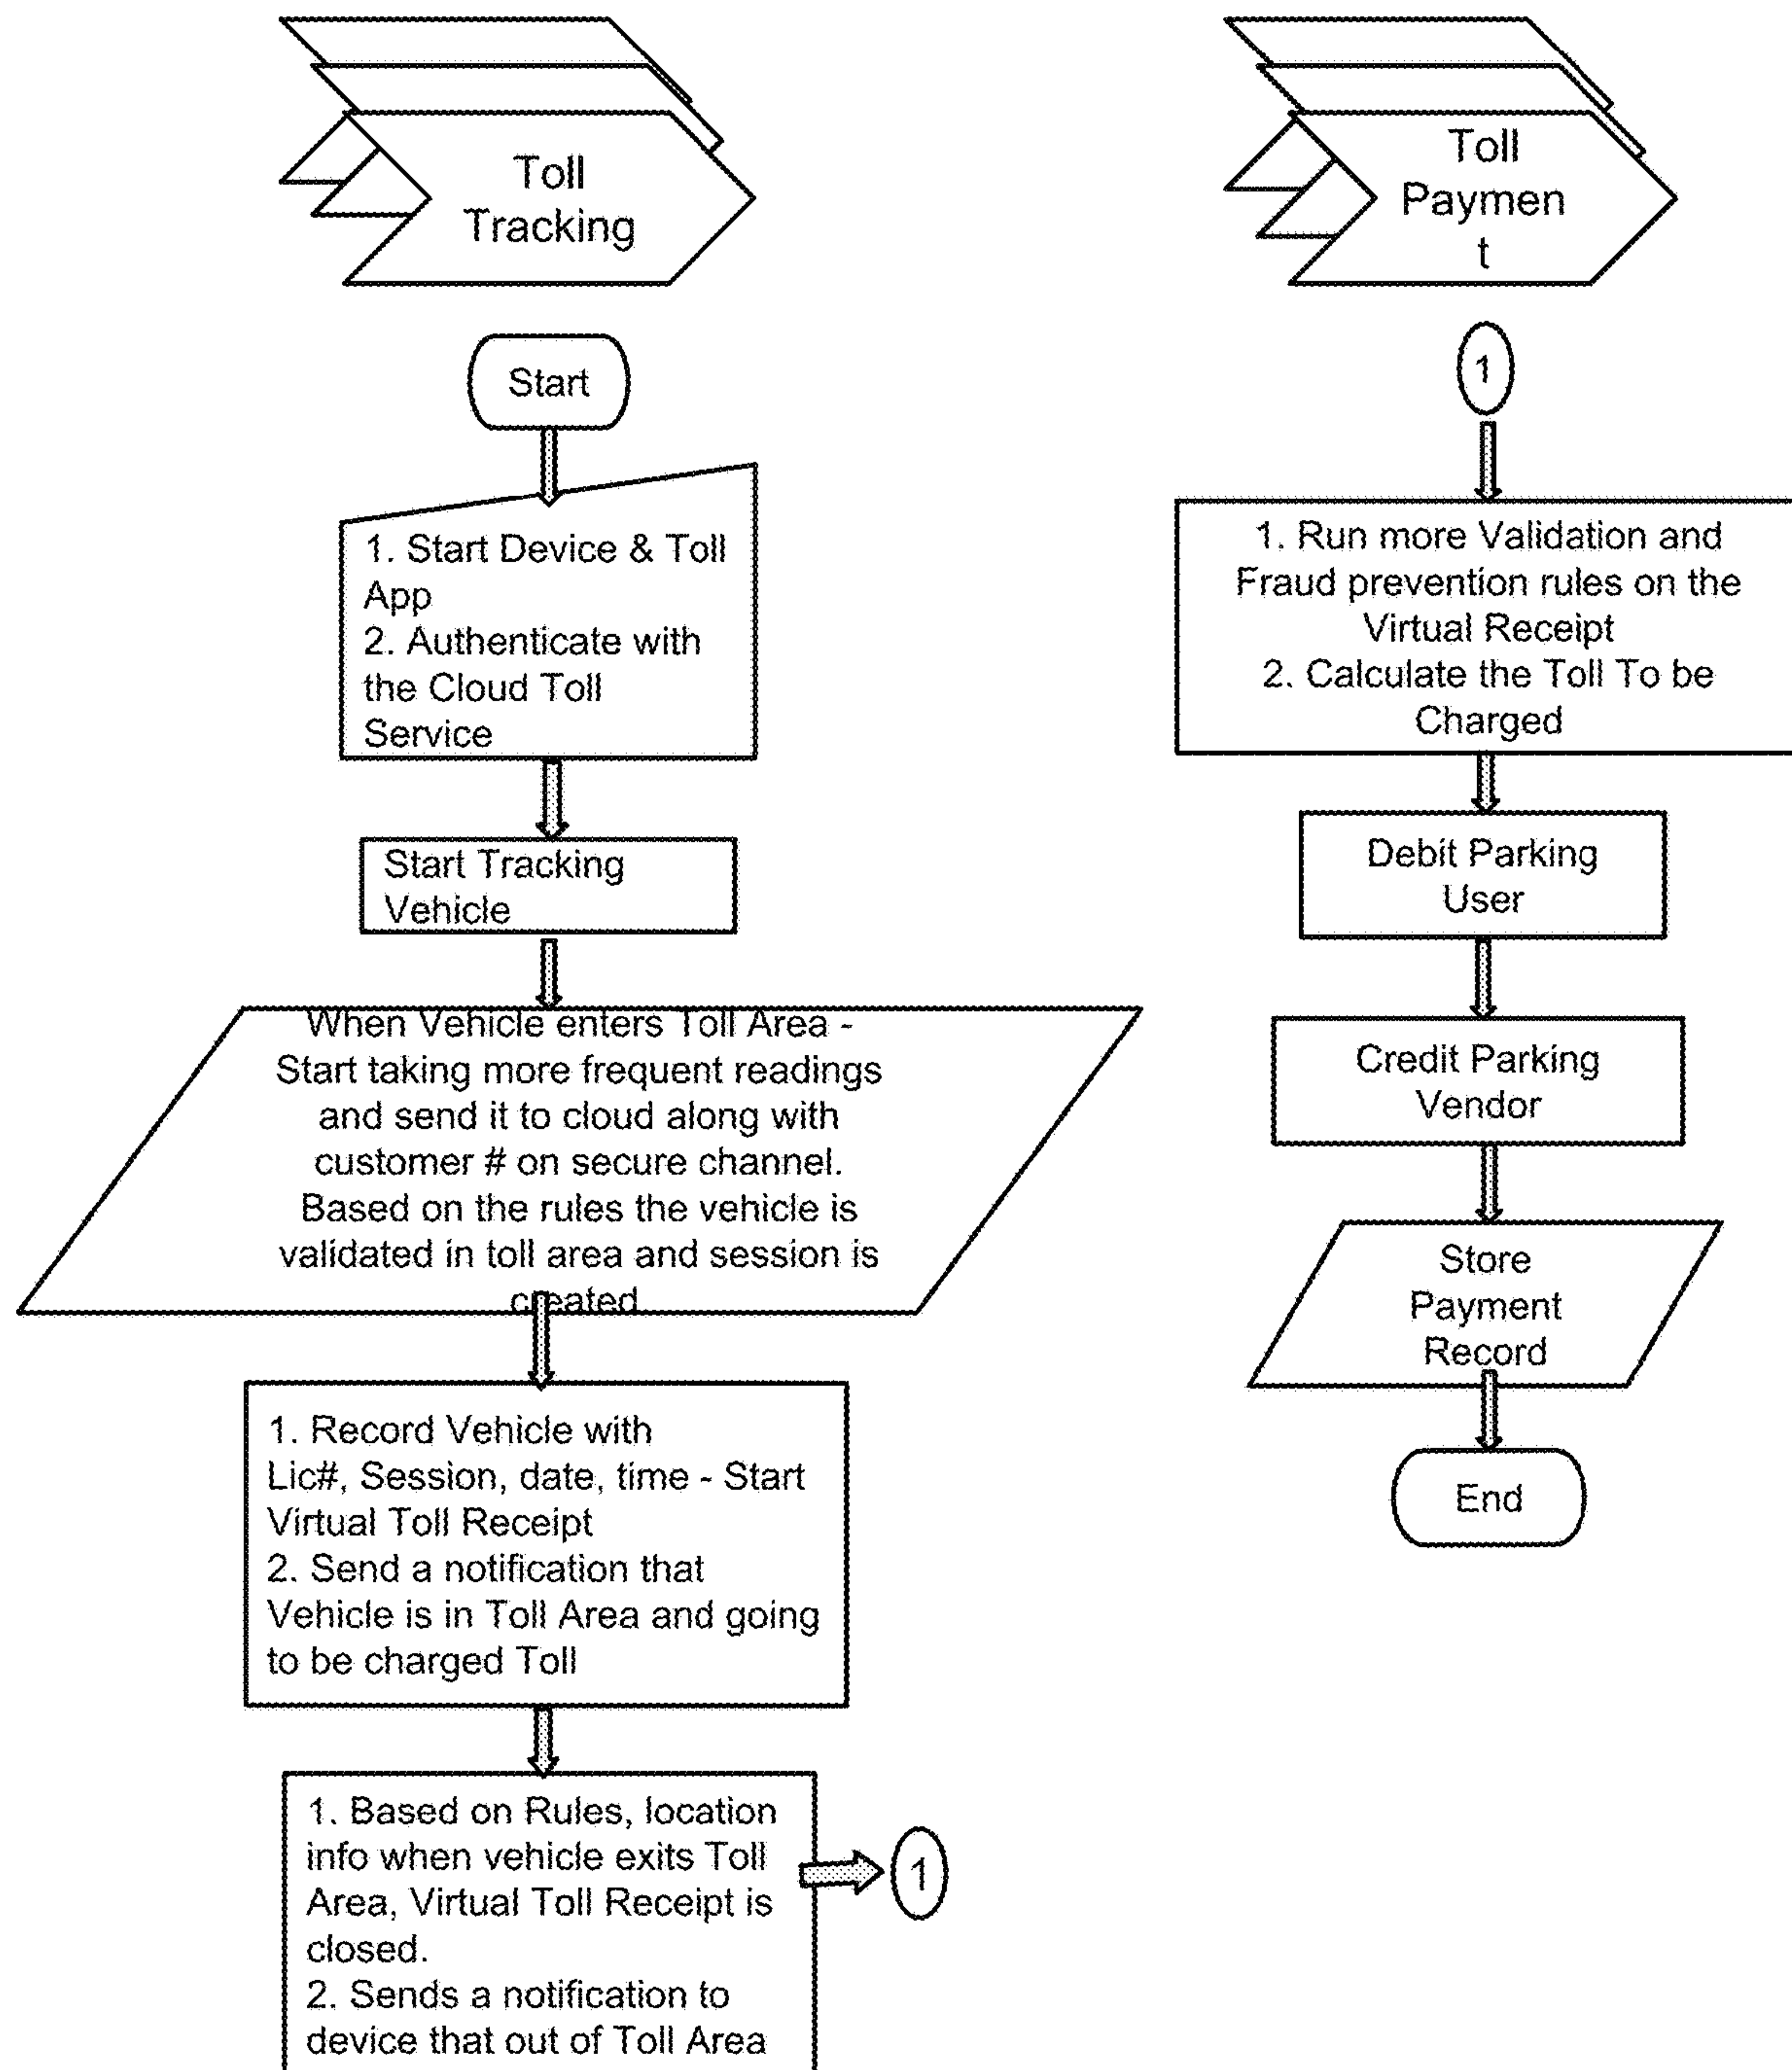 Toll
Tracking
Start
1. Start Device & Toll
App
2. Authenticate with
the Cloud Toll
Service
Start Tracking
Vehicle
When Vehicle enters Toll Area -
Start taking more frequent readings
and send it to cloud along with
customer # on secure channel.
Based on the rules the vehicle is
validated in toll area and session is
created
1. Record Vehicle with
Lic#, Session, date, time - Start
Virtual Toll Receipt
2. Send a notification that
Vehicle is in Toll Area and going
to be charged Toll
1. Based on Rules, location
info when vehicle exits Toll
Area, Virtual Toll Receipt is
closed.
2. Sends a notification to
device that out of Toll Area
1
Toll
Paymen
t
1
1. Run more Validation and
Fraud prevention rules on the
Virtual Receipt
2. Calculate the Toll To be
Charged
Debit Parking
User
Credit Parking
Vendor
Store
Payment
Record
End